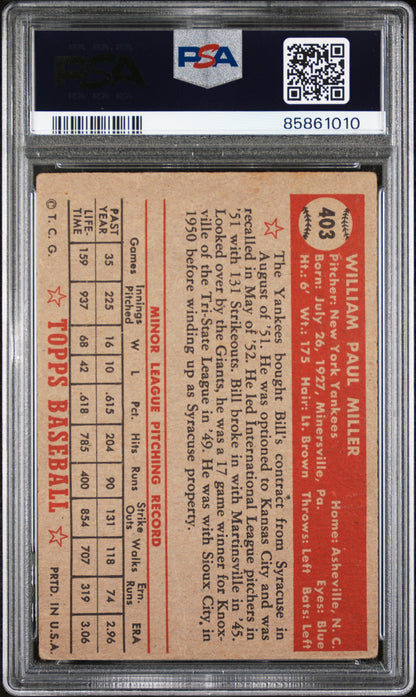 PSA
PSA
85861010
403
WILLIAM PAUL MILLER
Pitcher: New York Yankees Home: Asheville, N. C.
Born: July 26, 1927, Minersville, Pa. Eyes: Blue
Ht.: 6' Wt.: 175 Hair: Lt. Brown Throws: Left Bats: Left
The Yankees bought Bill's contract from Syracuse in
August of '51. He was optioned to Kansas City and was
recalled in May of '52. He led International League pitchers in
'51 with 131 Strikeouts. Bill broke in with Martinsville in '45.
Looked over by the Giants, he was a 17 game winner for Knox-
ville of the Tri-State League in '49. He was with Sioux City, in
1950 before winding up as Syracuse property.
MINOR LEAGUE PITCHING RECORD
Games Innings Pitched W L Pct. Hits Runs Strike Outs Walks Ern. Runs ERA
PAST YEAR 35 225 16 10 .615 204 90 131 118 74 2.96
LIFE-TIME 159 937 68 42 .618 785 400 854 707 319 3.06
© T. C. G. TOPPS BASEBALL PRTD. IN U.S.A.